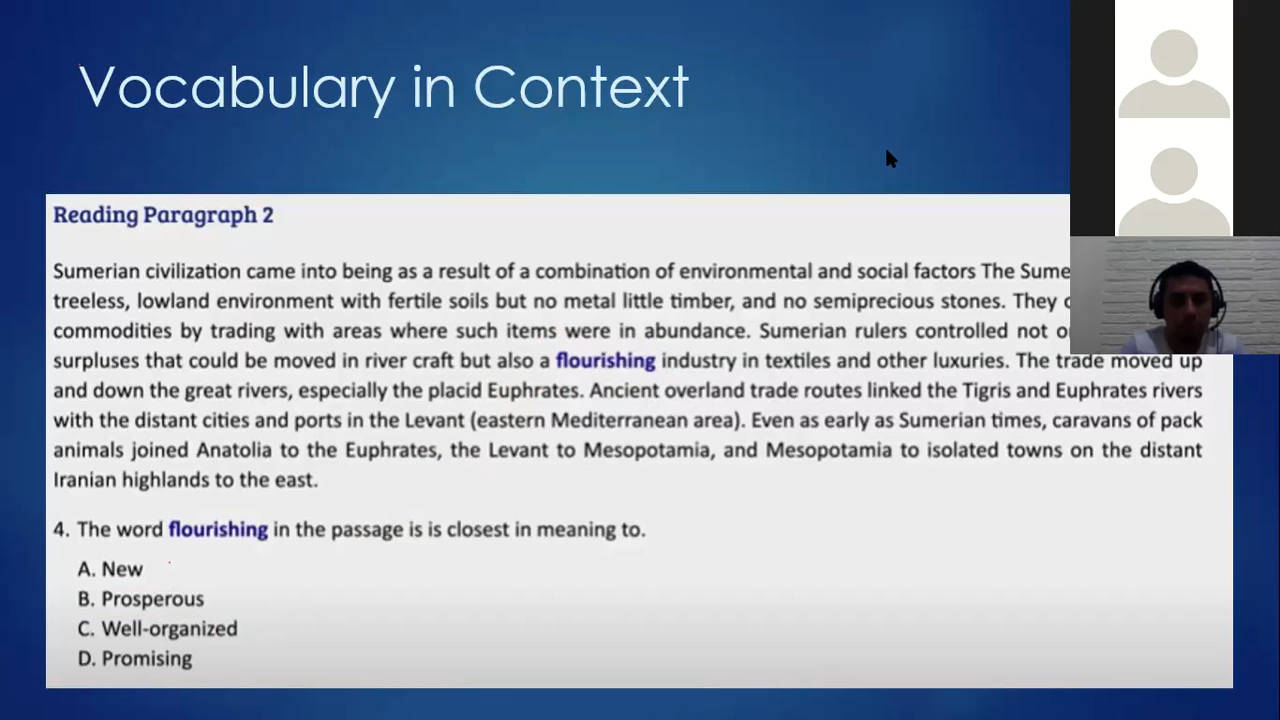 Vocabulary in Context
Reading Paragraph 2
Sumerian civilization came into being as a result of a combination of environmental and social factors The Sume
treeless, lowland environment with fertile soils but no metal little timber, and no semiprecious stones. They
commodities by trading with areas where such items were in abundance. Sumerian rulers controlled not
surpluses that could be moved in river craft but also a flourishing industry in textiles and other luxuries. The trade moved up
and down the great rivers, especially the placid Euphrates. Ancient overland trade routes linked the Tigris and Euphrates rivers
with the distant cities and ports in the Levant (eastern Mediterranean area). Even as early as Sumerian times, caravans of pack
animals joined Anatolia to the Euphrates, the Levant to Mesopotamia, and Mesopotamia to isolated towns on the distant
Iranian highlands to the east.
4. The word flourishing in the passage is is closest in meaning to.
A. New
B. Prosperous
C. Well-organized
D. Promising